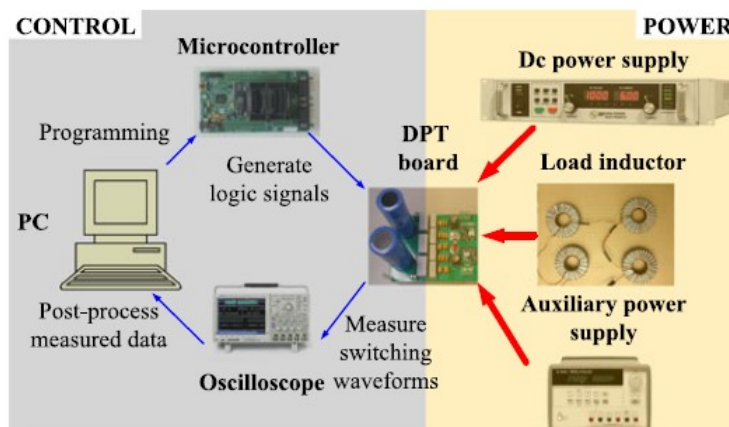 CONTROL
POWER
Microcontroller
Dc power supply
Programming
DPT
board
Generate
logic signals
Load inductor
PC
Post-process
measured data
Auxiliary power
supply
Measure
switching
waveforms
Oscilloscope